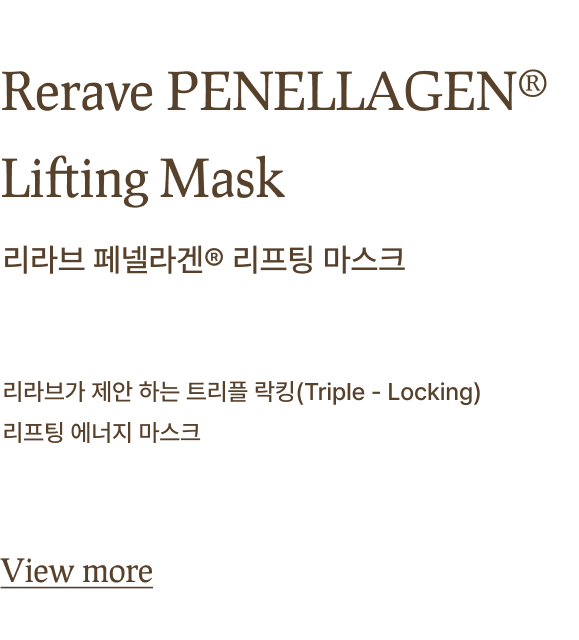 Rerave PENELLAGEN®
Lifting Mask
리라브 페넬라겐® 리프팅 마스크
리라브가 제안 하는 트리플 락킹(Triple - Locking)
리프팅 에너지 마스크
View more